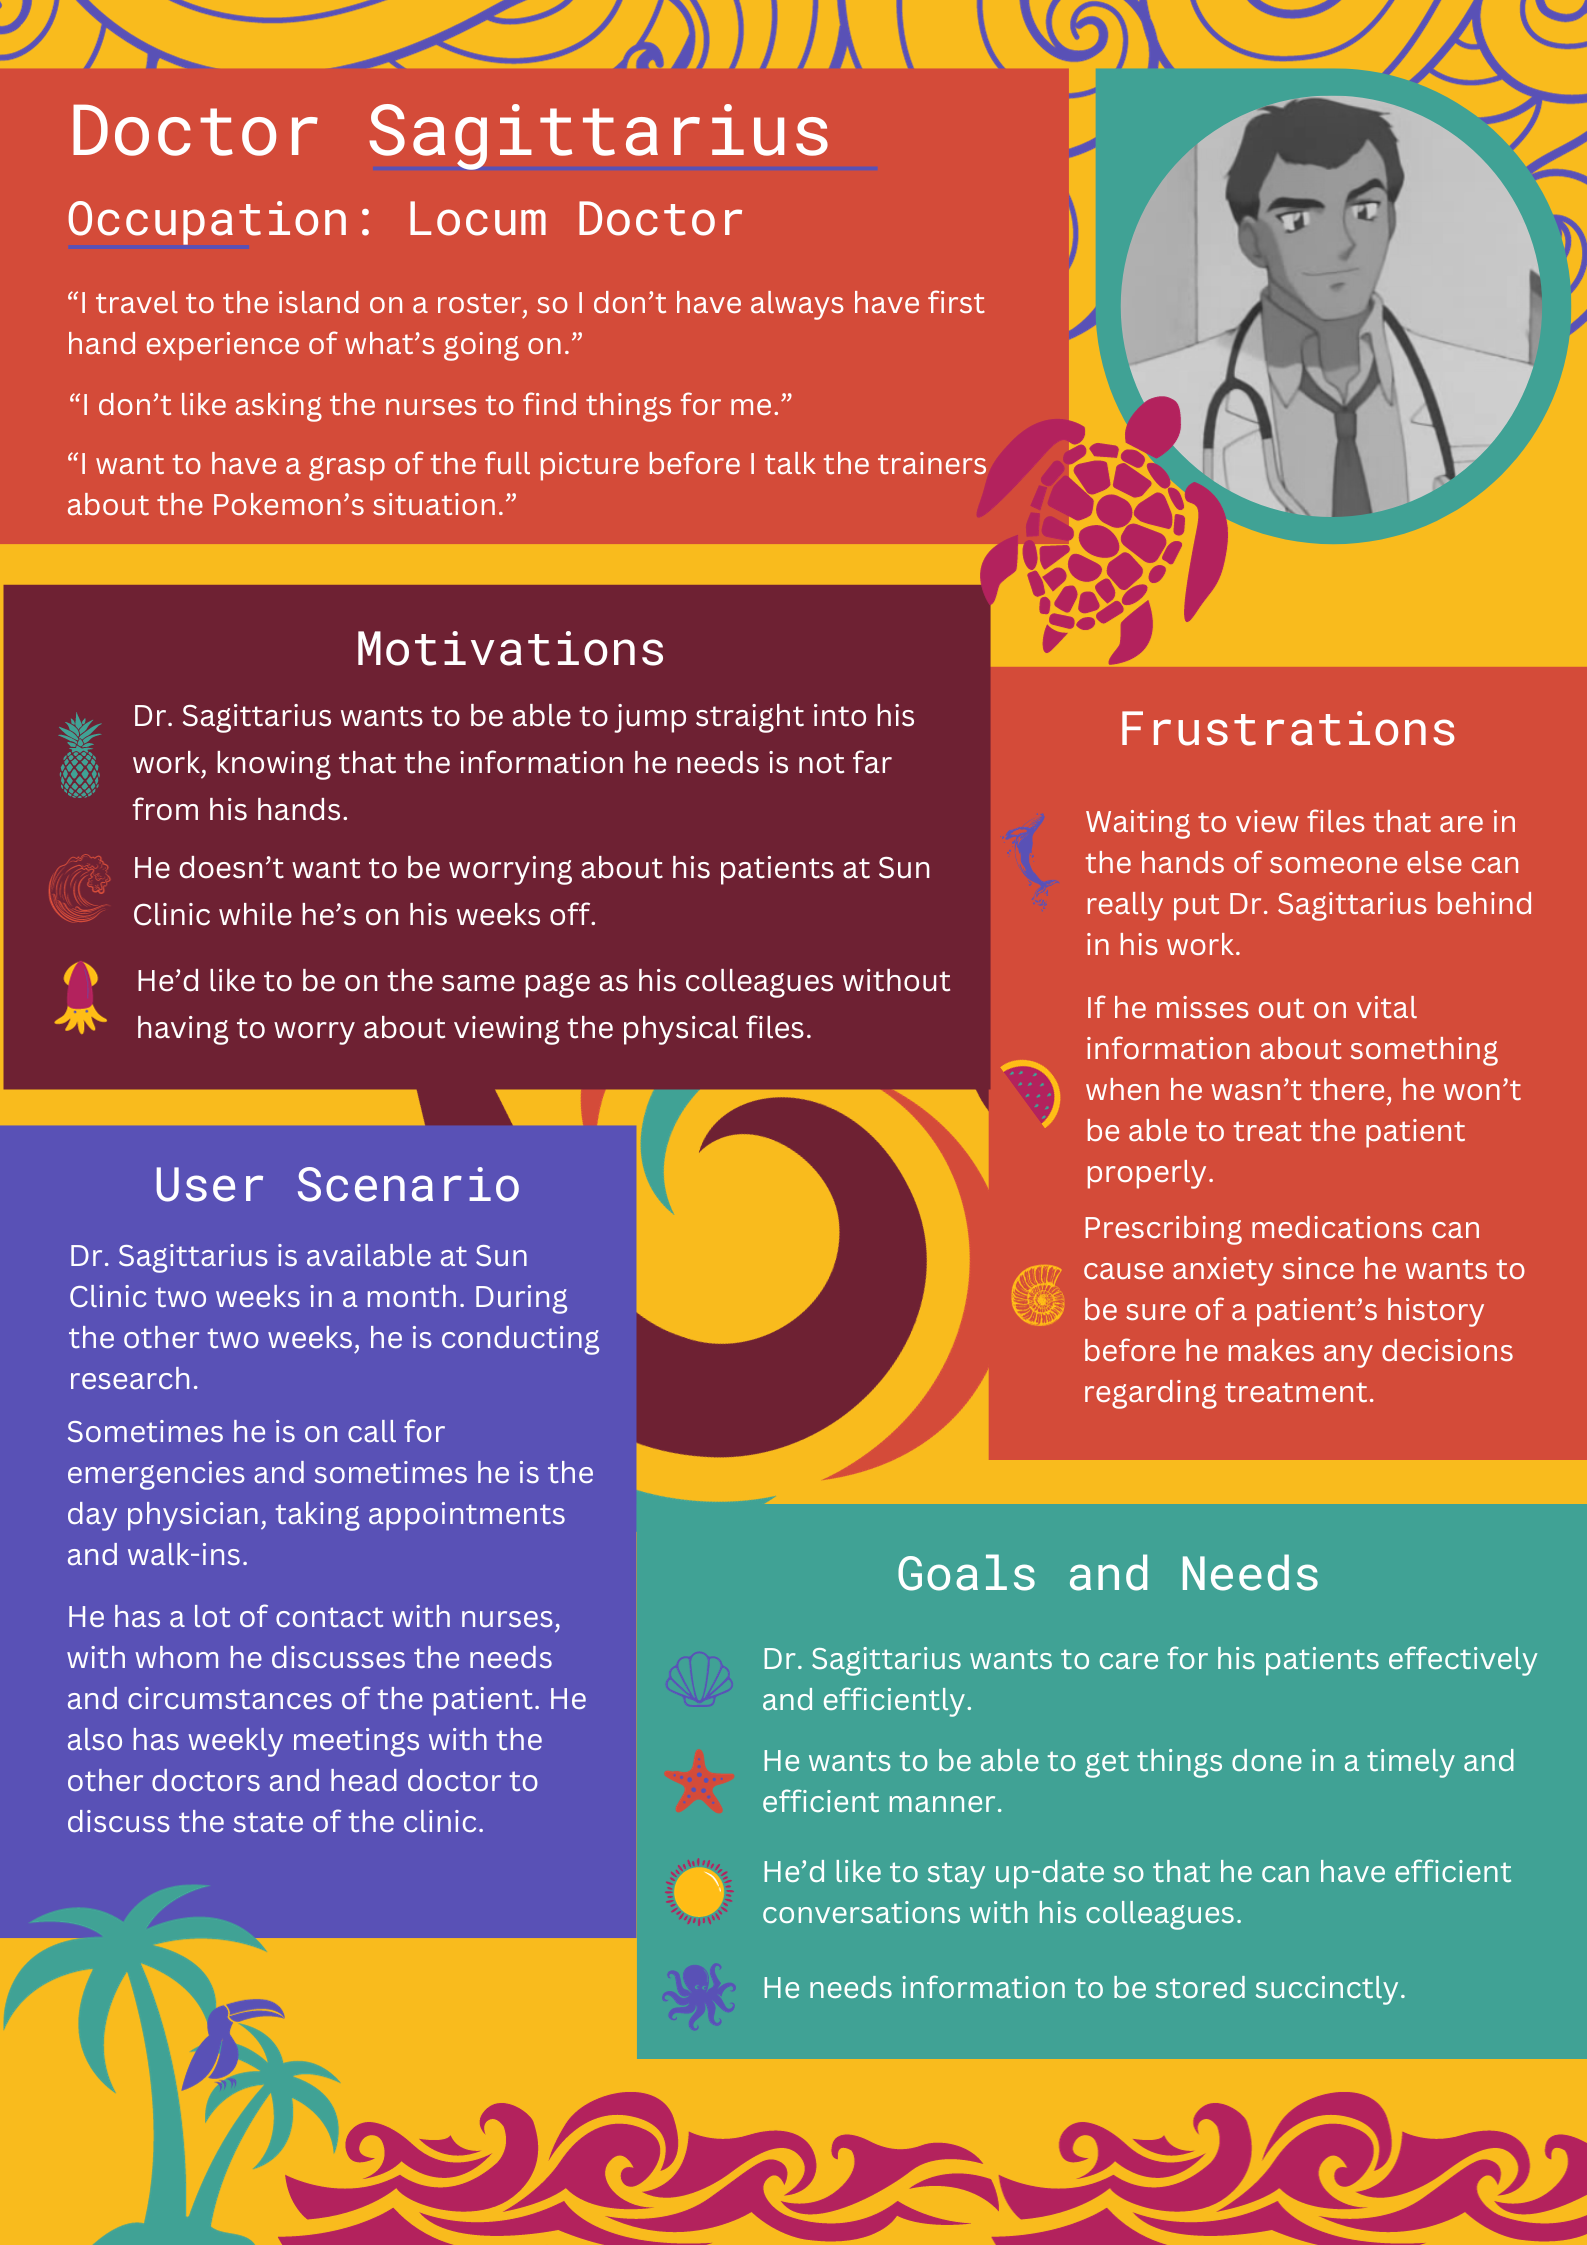 Doctor Sagittarius
Occupation: Locum Doctor
“I travel to the island on a roster, so I don’t have always have first
hand experience of what’s going on.”
“I don’t like asking the nurses to find things for me.”
“I want to have a grasp of the full picture before I talk the trainers
about the Pokemon’s situation.”
Motivations
Dr. Sagittarius wants to be able to jump straight into his
work, knowing that the information he needs is not far
from his hands.
He doesn’t want to be worrying about his patients at Sun
Clinic while he’s on his weeks off.
He’d like to be on the same page as his colleagues without
having to worry about viewing the physical files.
Frustrations
Waiting to view files that are in
the hands of someone else can
really put Dr. Sagittarius behind
in his work.
If he misses out on vital
information about something
when he wasn’t there, he won’t
be able to treat the patient
properly.
Prescribing medications can
cause anxiety since he wants to
be sure of a patient’s history
before he makes any decisions
regarding treatment.
User Scenario
Dr. Sagittarius is available at Sun
Clinic two weeks in a month. During
the other two weeks, he is conducting
research.
Sometimes he is on call for
emergencies and sometimes he is the
day physician, taking appointments
and walk-ins.
He has a lot of contact with nurses,
with whom he discusses the needs
and circumstances of the patient. He
also has weekly meetings with the
other doctors and head doctor to
discuss the state of the clinic.
Goals and Needs
Dr. Sagittarius wants to care for his patients effectively
and efficiently.
He wants to be able to get things done in a timely and
efficient manner.
He’d like to stay up-date so that he can have efficient
conversations with his colleagues.
He needs information to be stored succinctly.